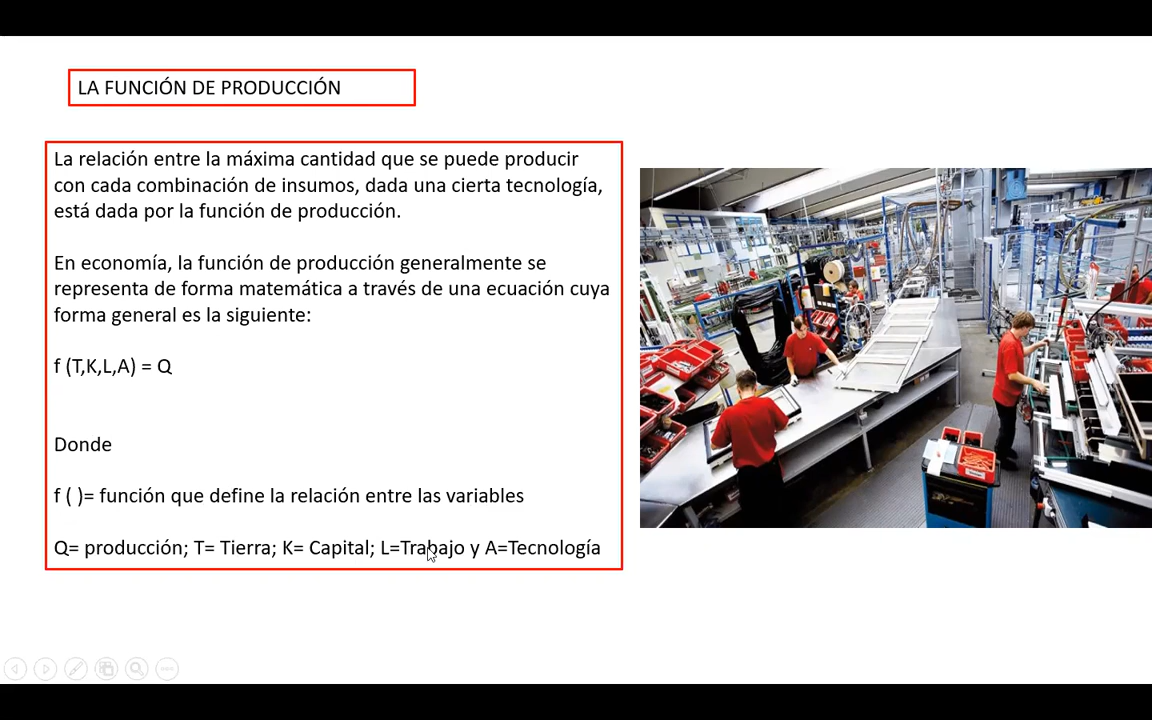 LA FUNCIÓN DE PRODUCCIÓN
La relación entre la máxima cantidad que se puede producir
con cada combinación de insumos, dada una cierta tecnología,
está dada por la función de producción.
En economía, la función de producción generalmente se
representa de forma matemática a través de una ecuación cuya
forma general es la siguiente:
f (T,K,L,A) = Q
Donde
f ( )= función que define la relación entre las variables
Q= producción; T= Tierra; K= Capital; L=Trabajo y A=Tecnología